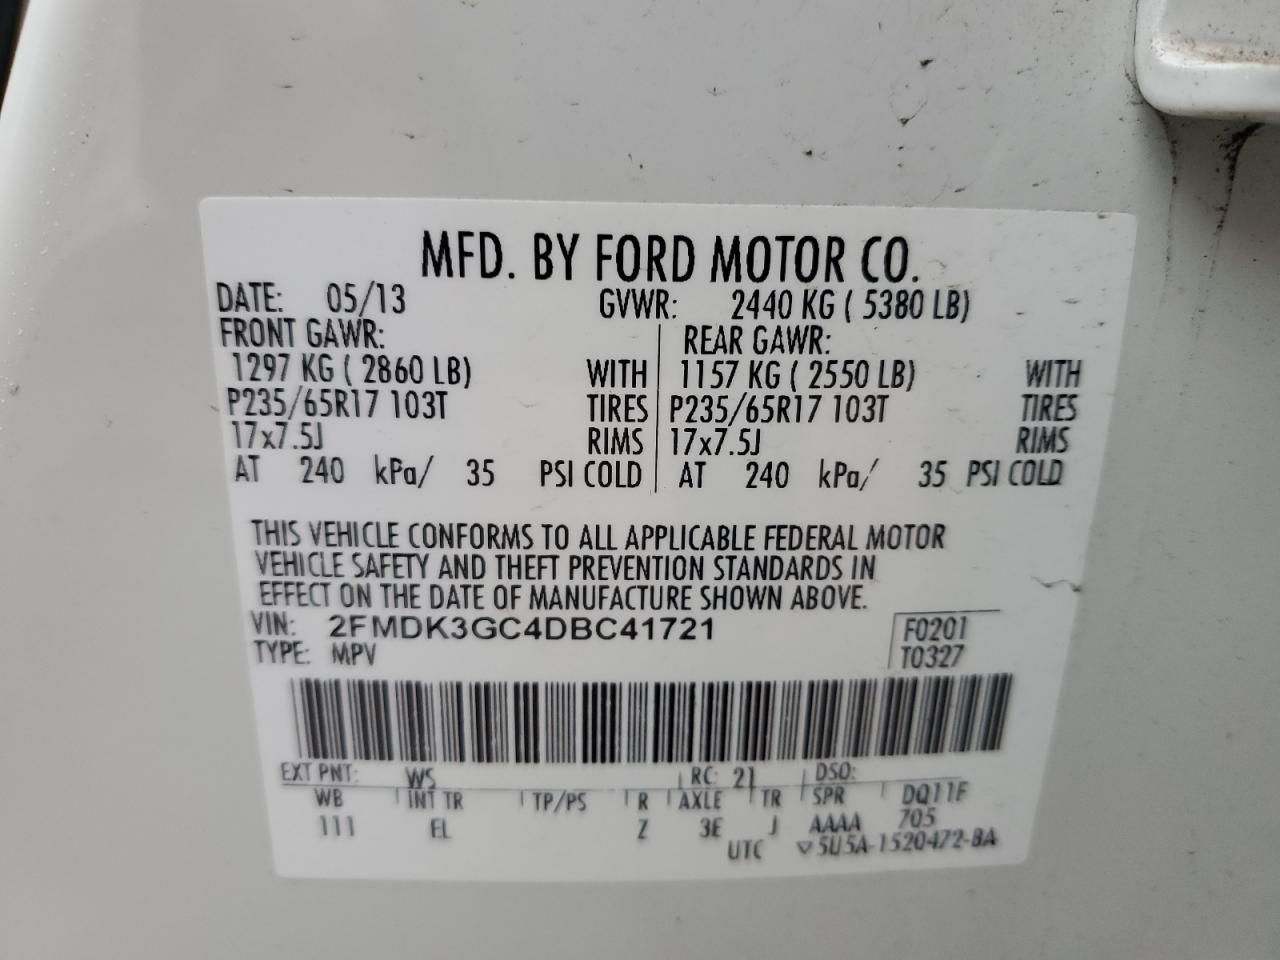 MFD. BY FORD MOTOR CO.
DATE: 05/13 GVWR: 2440 KG ( 5380 LB)
FRONT GAWR: REAR GAWR:
1297 KG ( 2860 LB) WITH 1157 KG ( 2550 LB) WITH
P235/65R17 103T TIRES P235/65R17 103T TIRES
17x7.5J RIMS 17x7.5J RIMS
AT 240 kPa/ 35 PSI COLD AT 240 kPa/ 35 PSI COLD
THIS VEHICLE CONFORMS TO ALL APPLICABLE FEDERAL MOTOR
VEHICLE SAFETY AND THEFT PREVENTION STANDARDS IN
EFFECT ON THE DATE OF MANUFACTURE SHOWN ABOVE.
VIN: 2FMDK3GC4DBC41721 F0201
TYPE: MPV T0327
EXT PNT: WS RC: 21 DSO:
WB INT TR TP/PS R AXLE TR SPR DQ11F
111 EL Z 3E J AAAA 705
UTC ▽5U5A-1520472-BA